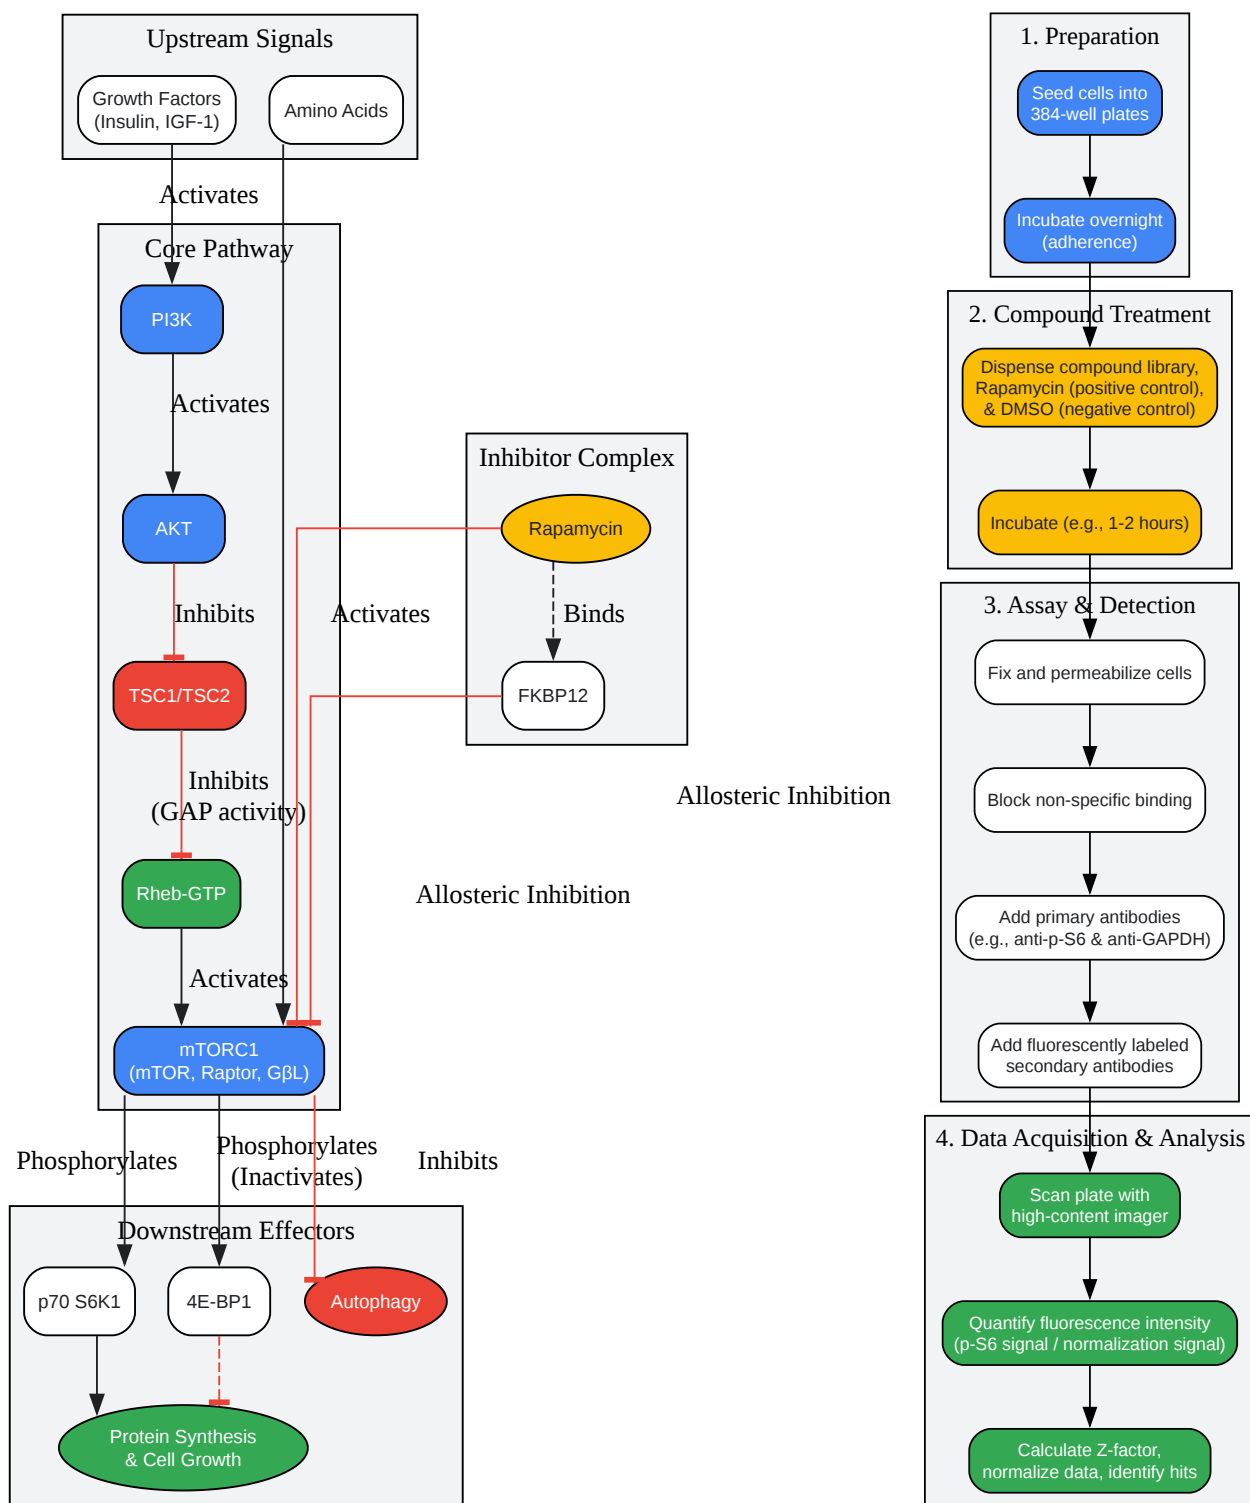 Upstream Signals
Growth Factors
(Insulin, IGF-1)
Amino Acids
Activates
Core Pathway
PI3K
Activates
AKT
Inhibits
Activates
TSC1/TSC2
Inhibits
(GAP activity)
Rheb-GTP
Activates
mTORC1
(mTOR, Raptor, GβL)
Inhibitor Complex
Rapamycin
Binds
FKBP12
Allosteric Inhibition
Allosteric Inhibition
Phosphorylates
Phosphorylates
(Inactivates)
Inhibits
Downstream Effectors
p70 S6K1
4E-BP1
Autophagy
Protein Synthesis
& Cell Growth
1. Preparation
Seed cells into
384-well plates
Incubate overnight
(adherence)
2. Compound Treatment
Dispense compound library,
Rapamycin (positive control),
& DMSO (negative control)
Incubate (e.g., 1-2 hours)
3. Assay & Detection
Fix and permeabilize cells
Block non-specific binding
Add primary antibodies
(e.g., anti-p-S6 & anti-GAPDH)
Add fluorescently labeled
secondary antibodies
4. Data Acquisition & Analysis
Scan plate with
high-content imager
Quantify fluorescence intensity
(p-S6 signal / normalization signal)
Calculate Z-factor,
normalize data, identify hits